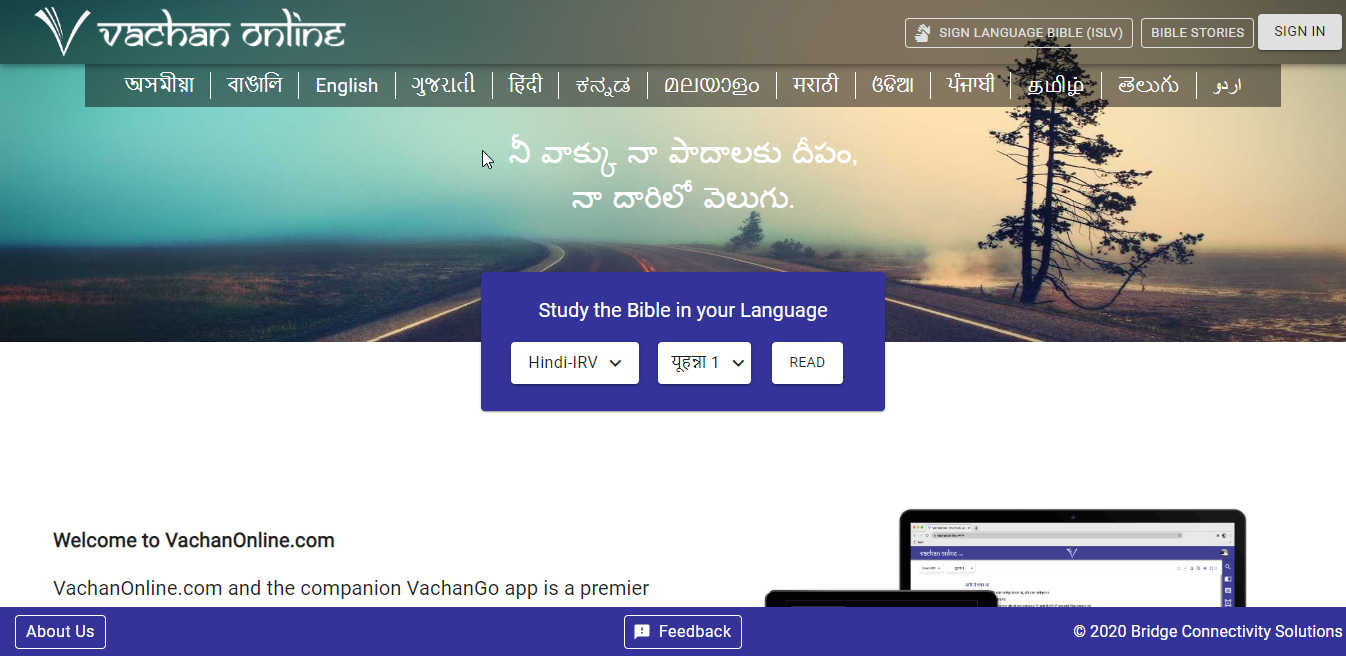 vachan online
SIGN LANGUAGE BIBLE (ISLV)
BIBLE STORIES
SIGN IN
অসমীয়া
বাঙালি
English
ગુજરાતી
हिंदी
ಕನ್ನಡ
മലയാളം
मराठी
ଓଡିଆ
ਪੰਜਾਬੀ
தமிழ்
తెలుగు
اردو
నీ వాక్కు నా పాదాలకు దీపం,
నా దారిలో వెలుగు.
Study the Bible in your Language
Hindi-IRV
यूहन्ना 1
READ
Welcome to VachanOnline.com
VachanOnline.com and the companion VachanGo app is a premier
vachan online
About Us
Feedback
© 2020 Bridge Connectivity Solutions